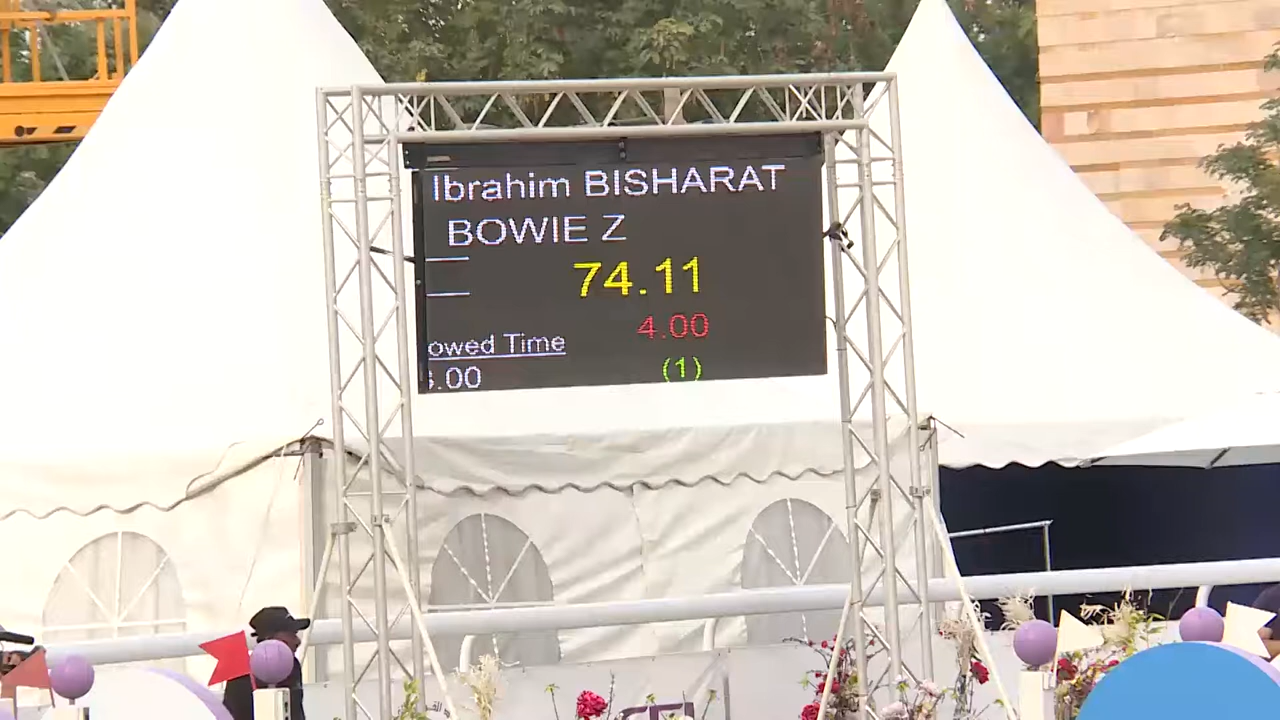 Ibrahim BISHARAT
BOWIE Z
74.11
4.00
owed Time
.00
(1)